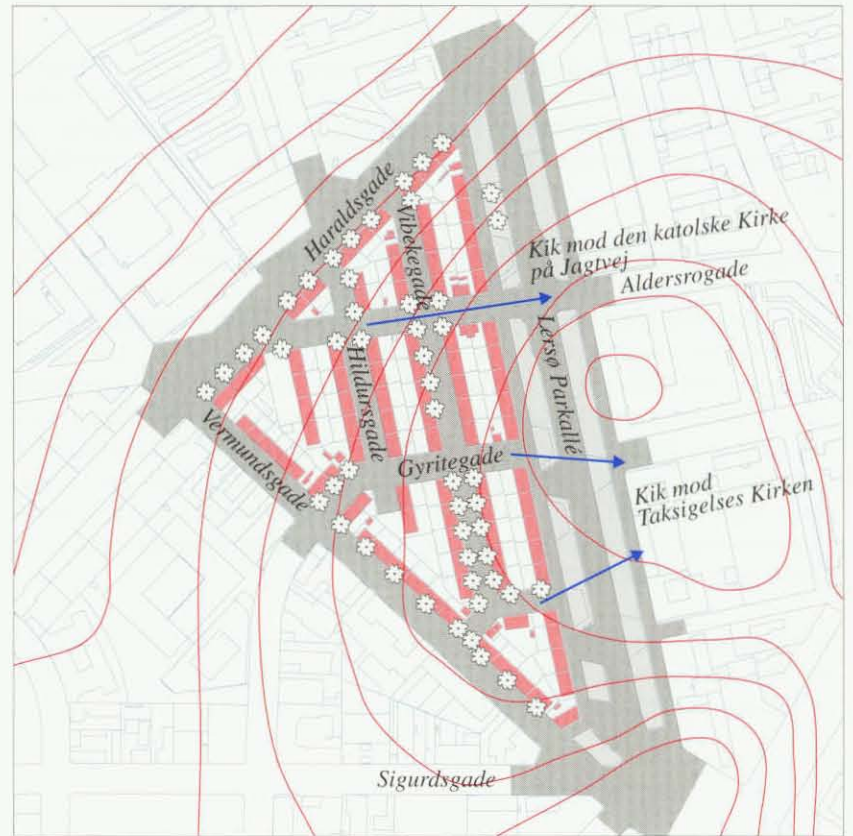 Haraldsgade
Vibekegade
Kik mod den katolske Kirke
på Jagtvej
Aldersrogade
Lersø Parkallé
Hildursgade
Vermundsgade
Gyritegade
Kik mod
Taksigelses Kirken
Sigurdsgade